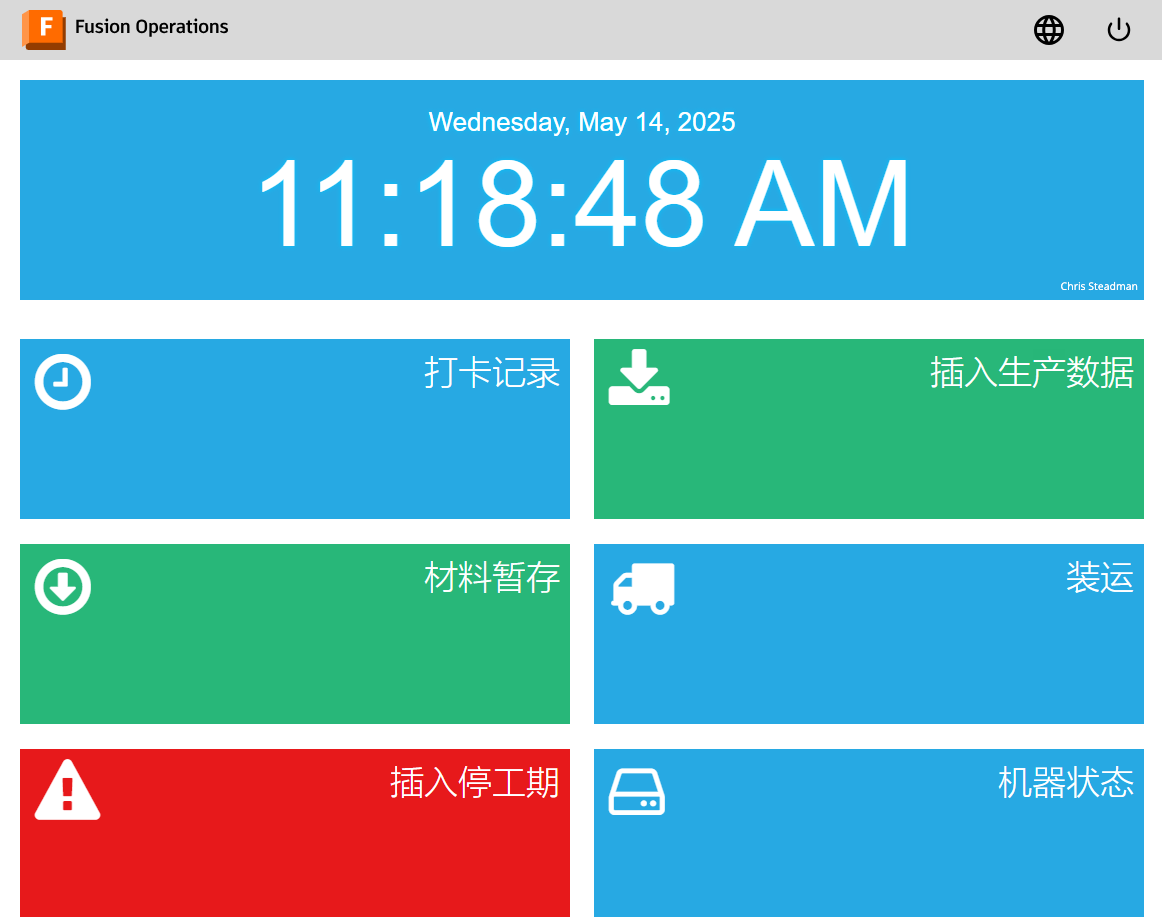 F Fusion Operations
Wednesday, May 14, 2025
11:18:48 AM
Chris Steadman
打卡记录
插入生产数据
材料暂存
装运
插入停工期
机器状态